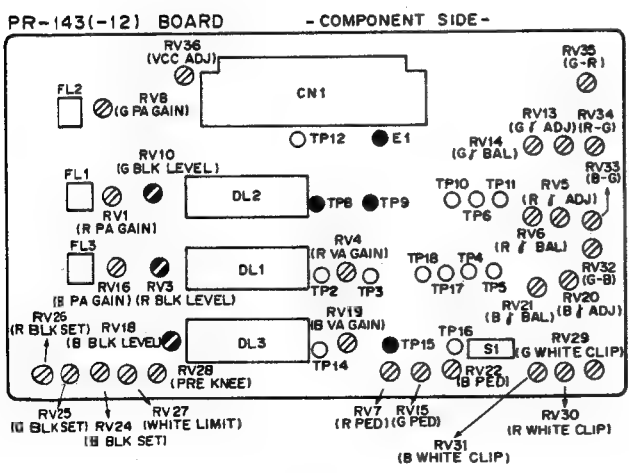 PR-143(-12) BOARD -COMPONENT SIDE-
RV36
(VCC ADJ)
RV35
(G-R)
FL2
RV8
(G PA GAIN)
CN1
RV13
(G γ ADJ)
RV34
(R-G)
TP12
E1
RV14
(G γ BAL)
RV10
(G BLK LEVEL)
RV33
(B-G)
FL1
DL2
TP8
TP9
TP10
TP11
TP6
RV5
(R γ ADJ)
RV1
(R PA GAIN)
RV4
(R VA GAIN)
RV6
(R γ BAL)
FL3
DL1
TP2
TP3
TP18
TP4
TP17
TP5
RV16
(B PA GAIN)
RV3
(R BLK LEVEL)
RV32
(G-B)
RV26
(R BLK SET)
RV18
(B BLK LEVEL)
RV19
(B VA GAIN)
RV21
(B γ BAL)
RV20
(B γ ADJ)
DL3
TP14
TP15
TP16
S1
RV29
(G WHITE CLIP)
RV28
(PRE KNEE)
RV22
(B PED)
RV25
(G BLK SET)
RV24
(B BLK SET)
RV27
(WHITE LIMIT)
RV7
(R PED)
RV15
(G PED)
RV30
(R WHITE CLIP)
RV31
(B WHITE CLIP)